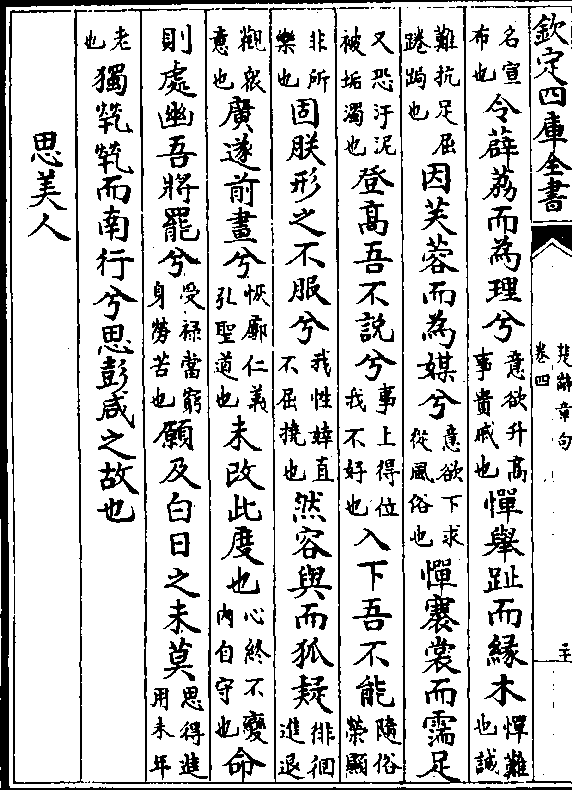 欽定四庫全書
楚辭章句
卷四
名宣布也令薜荔而為理兮意欲升高事貴戚也憚舉趾而緣木憚難也誠
難抗足屈踡跼也因芙蓉而為媒兮意欲下求從風俗也憚褰裳而濡足
又恐汙泥被垢濁也登高吾不說兮事上得位我不好也入下吾不能隨俗榮顯
非所樂也固朕形之不服兮我性婞直不屈撓也然容與而狐疑徘徊進退
觀衆意也廣遂前畫兮恢廓仁義弘聖道也未改此度也心終不變内自守也命
則處幽吾將罷兮受祿當窮身勞苦也願及白日之未莫思得進用未年
老也獨煢煢而南行兮思彭咸之故也
思美人